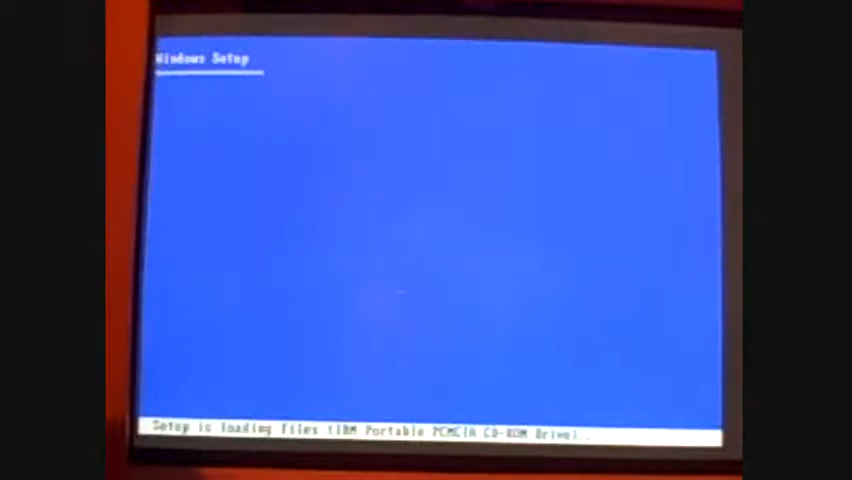 Windows Setup
Setup is loading files (IBM Portable PCMCIA CD-ROM Drive)..